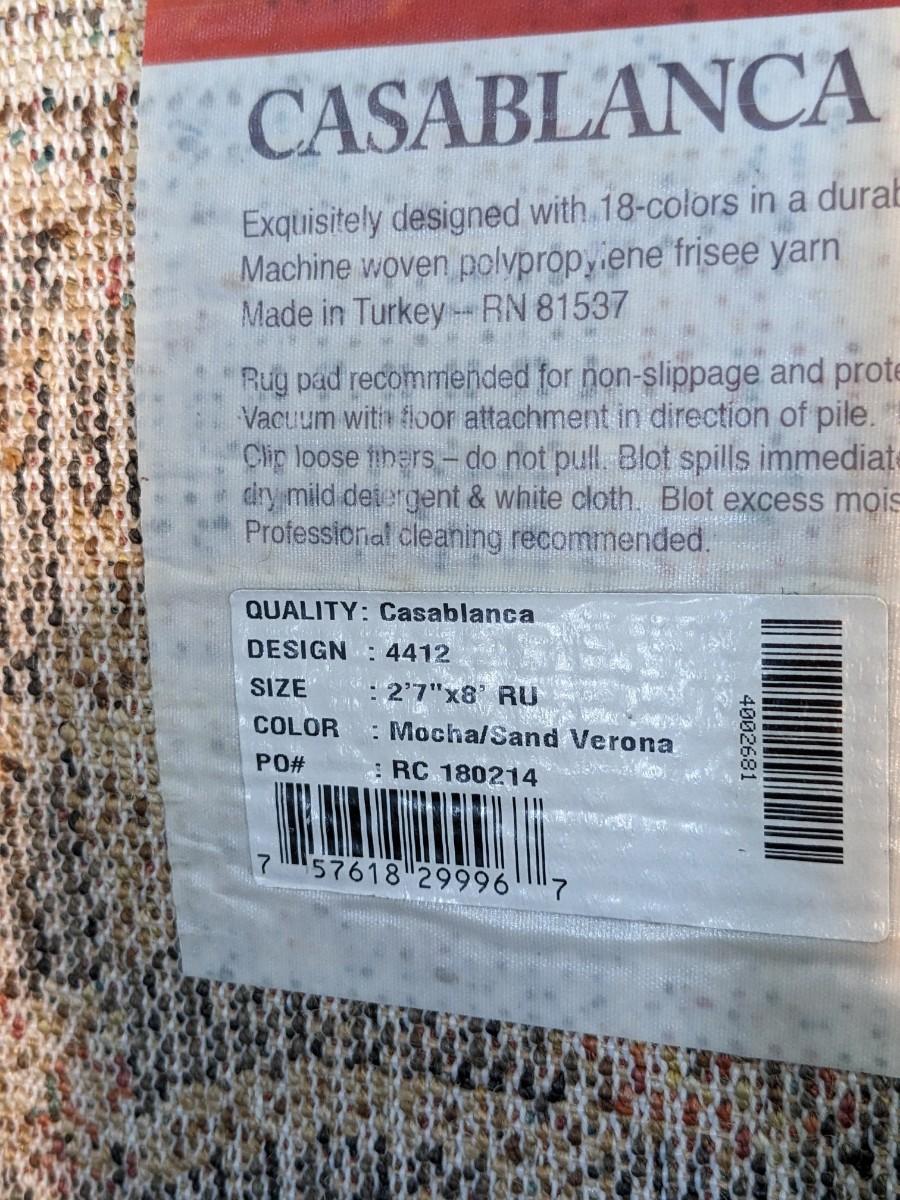 CASABLANCA
Exquisitely designed with 18-colors in a durab
Machine woven polypropylene frisee yarn
Made in Turkey -- RN 81537
Rug pad recommended for non-slippage and prote
Vacuum with floor attachment in direction of pile.
Clip loose fibers – do not pull. Blot spills immediat
dry mild detergent & white cloth. Blot excess mois
Professional cleaning recommended.
QUALITY: Casablanca
DESIGN : 4412
SIZE : 2'7"x8' RU
COLOR : Mocha/Sand Verona
PO# : RC 180214
7 57618 29996 7
4002681